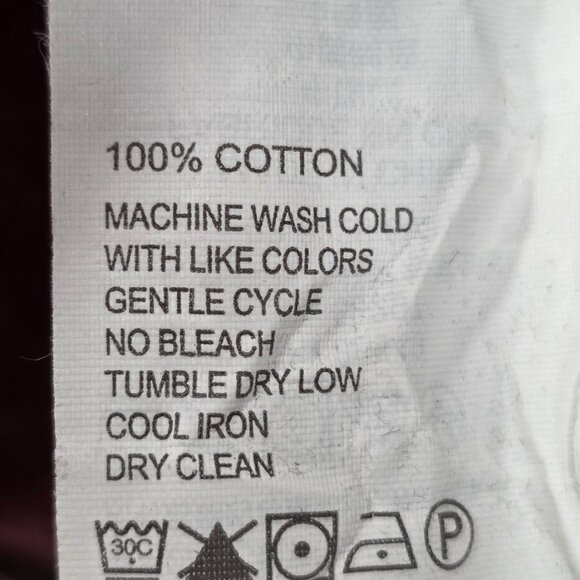 100% COTTON
MACHINE WASH COLD
WITH LIKE COLORS
GENTLE CYCLE
NO BLEACH
TUMBLE DRY LOW
COOL IRON
DRY CLEAN
30C P